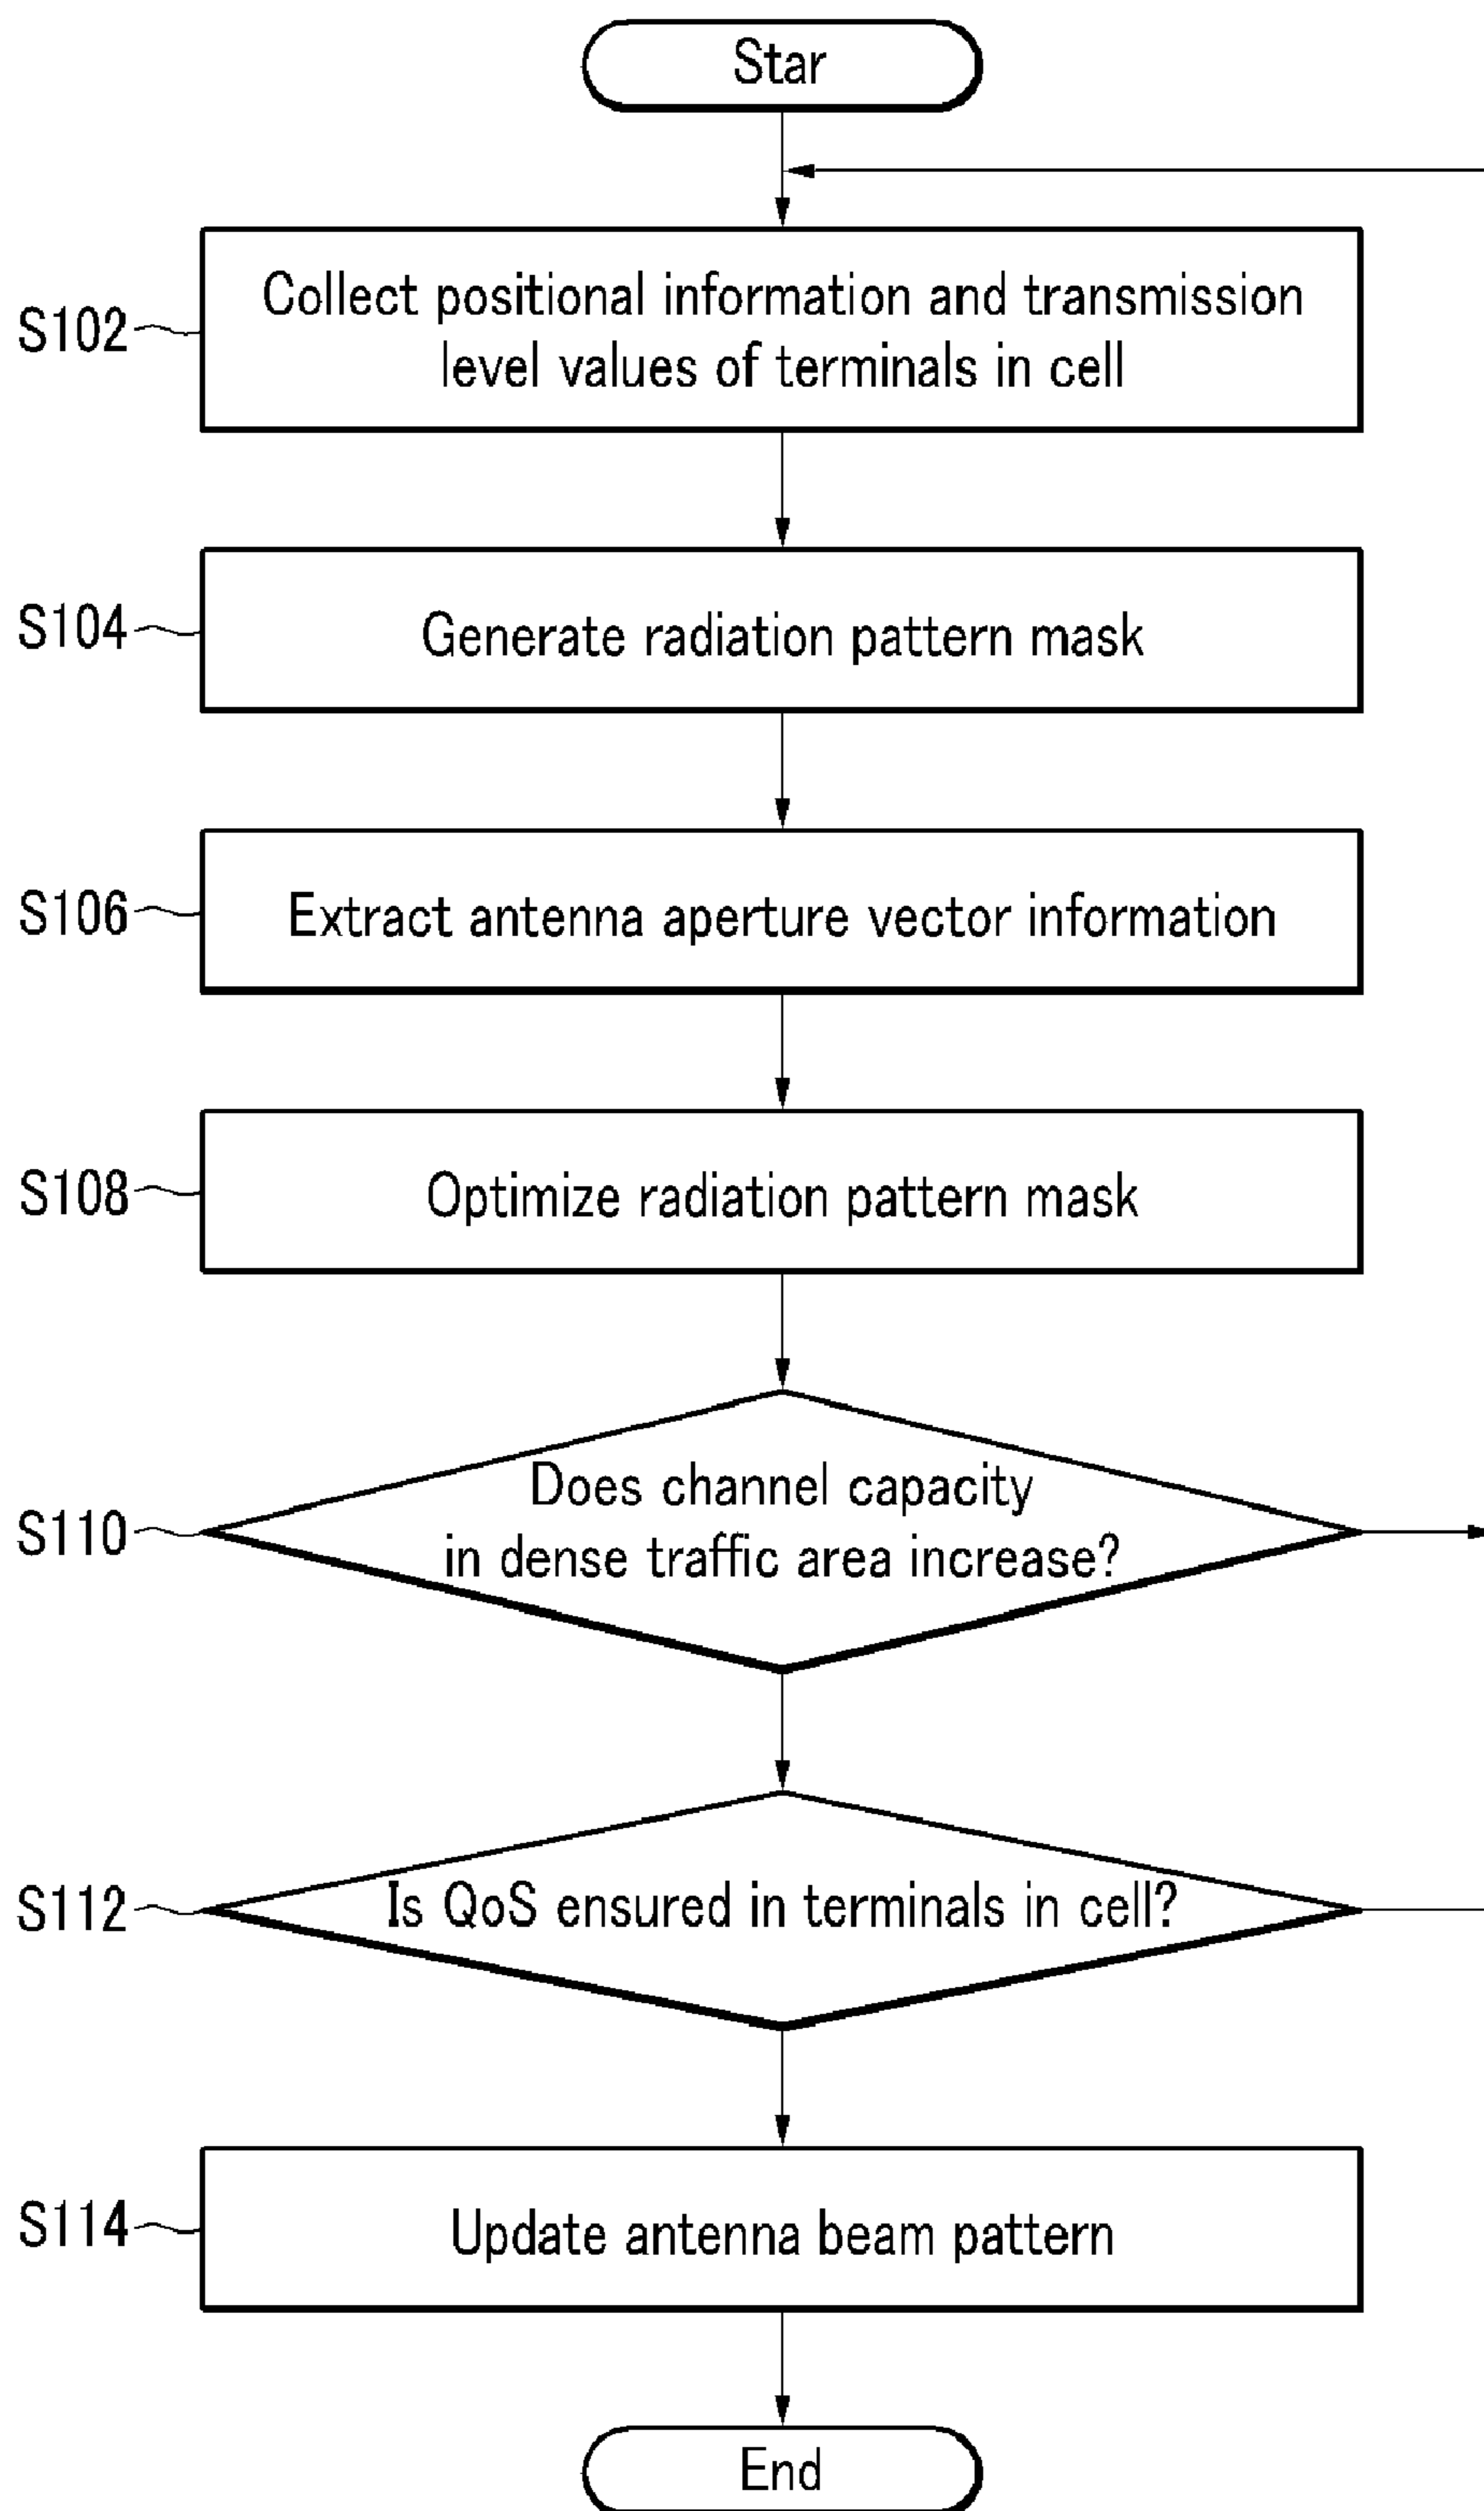 Star
S102
Collect positional information and transmission
level values of terminals in cell
S104
Generate radiation pattern mask
S106
Extract antenna aperture vector information
S108
Optimize radiation pattern mask
S110
Does channel capacity
in dense traffic area increase?
S112
Is QoS ensured in terminals in cell?
S114
Update antenna beam pattern
End